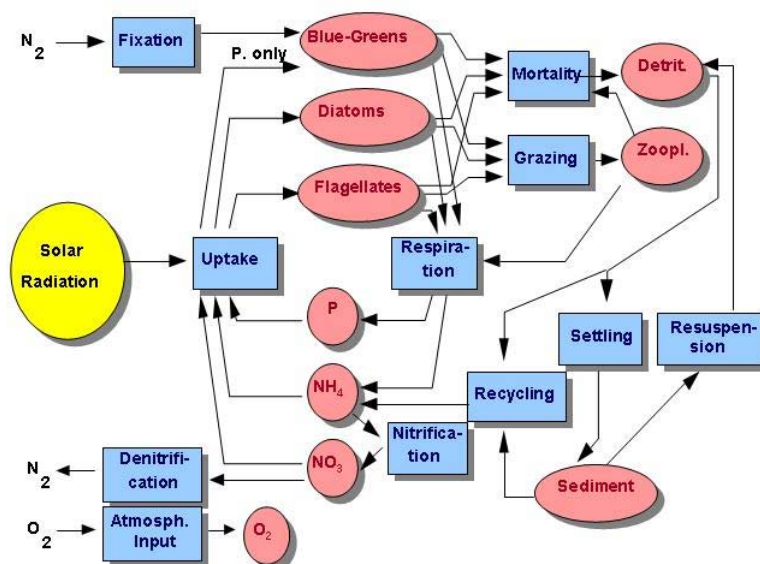 N2
Fixation
P. only
Blue-Greens
Mortality
Detrit.
Diatoms
Grazing
Zoopl.
Flagellates
Solar
Radiation
Uptake
Respira-
tion
P
Settling
Resuspen-
sion
NH4
Recycling
Nitrifica-
tion
NO3
Sediment
N2
Denitrifi-
cation
O2
Atmosph.
Input
O2